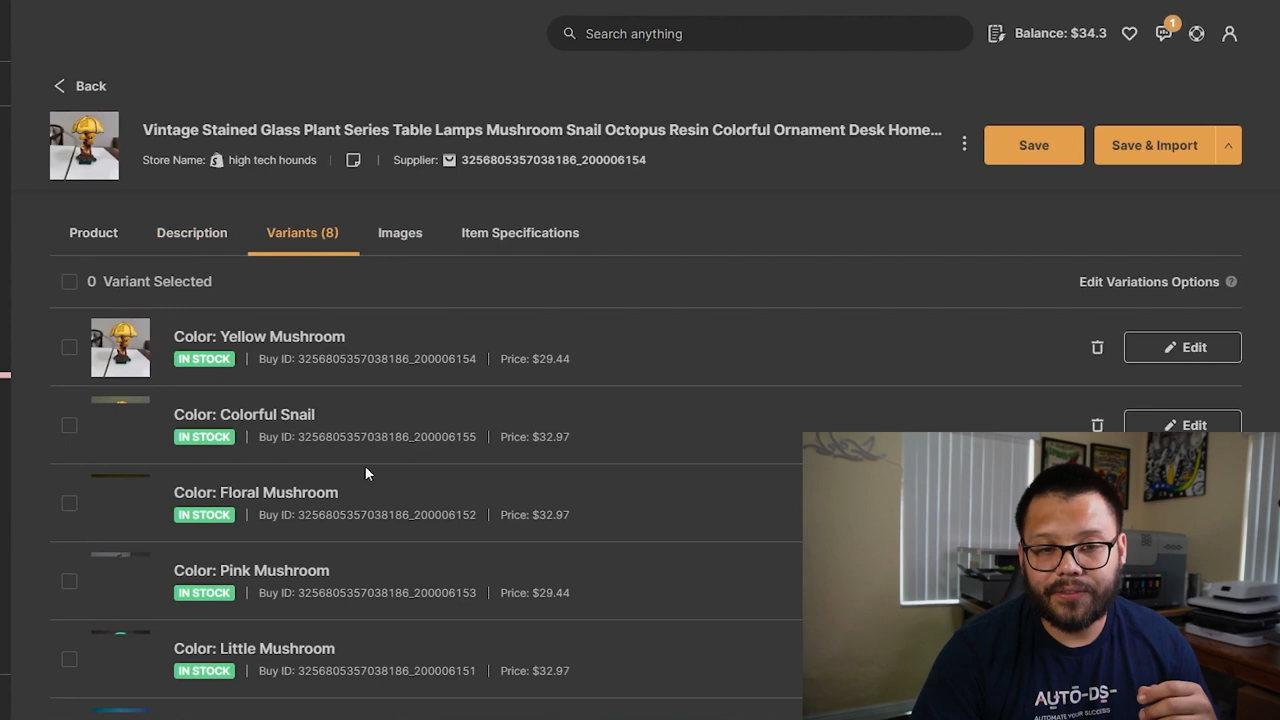 Search anything
Balance: $34.3
1
Back
Vintage Stained Glass Plant Series Table Lamps Mushroom Snail Octopus Resin Colorful Ornament Desk Home...
Store Name: high tech hounds | | Supplier: 3256805357038186_200006154
Save
Save & Import
Product Description Variants (8) Images Item Specifications
0 Variant Selected
Edit Variations Options ?
Color: Yellow Mushroom
IN STOCK | Buy ID: 3256805357038186_200006154 | Price: $29.44
Edit
Color: Colorful Snail
IN STOCK | Buy ID: 3256805357038186_200006155 | Price: $32.97
Edit
Color: Floral Mushroom
IN STOCK | Buy ID: 3256805357038186_200006152 | Price: $32.97
Color: Pink Mushroom
IN STOCK | Buy ID: 3256805357038186_200006153 | Price: $29.44
Color: Little Mushroom
IN STOCK | Buy ID: 3256805357038186_200006151 | Price: $32.97
AUTO-DS-
AUTOMATE YOUR SUCCESS